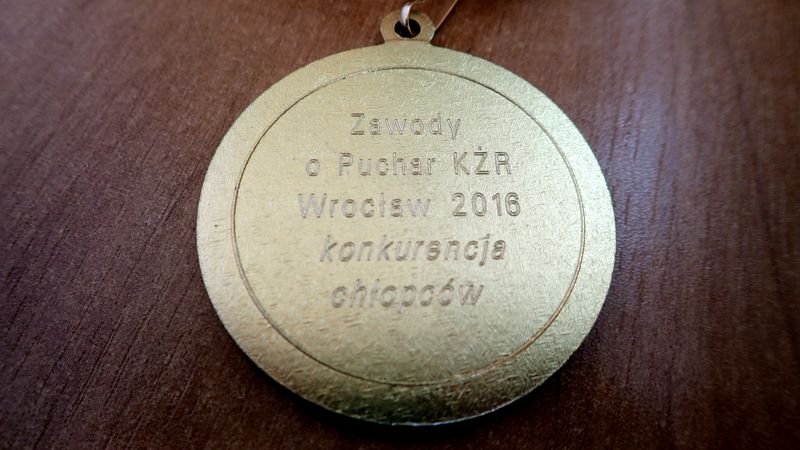 Zawody
o Puchar KŻR
Wrocław 2016
konkurencja
chłopców